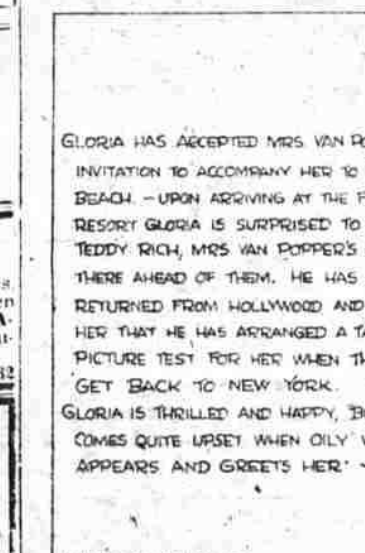 GLORIA HAS ACCEPTED MRS. VAN PO
INVITATION TO ACCOMPANY HER TO
BEACH. - UPON ARRIVING AT THE F
RESORT GLORIA IS SURPRISED TO
TEDDY RICH, MRS VAN POPPER'S
THERE AHEAD OF THEM. HE HAS
RETURNED FROM HOLLYWOOD AND
HER THAT HE HAS ARRANGED A TA
PICTURE TEST FOR HER WHEN TH
GET BACK TO NEW YORK.
GLORIA IS THRILLED AND HAPPY, B
COMES QUITE UPSET WHEN OILY
APPEARS AND GREETS HER -